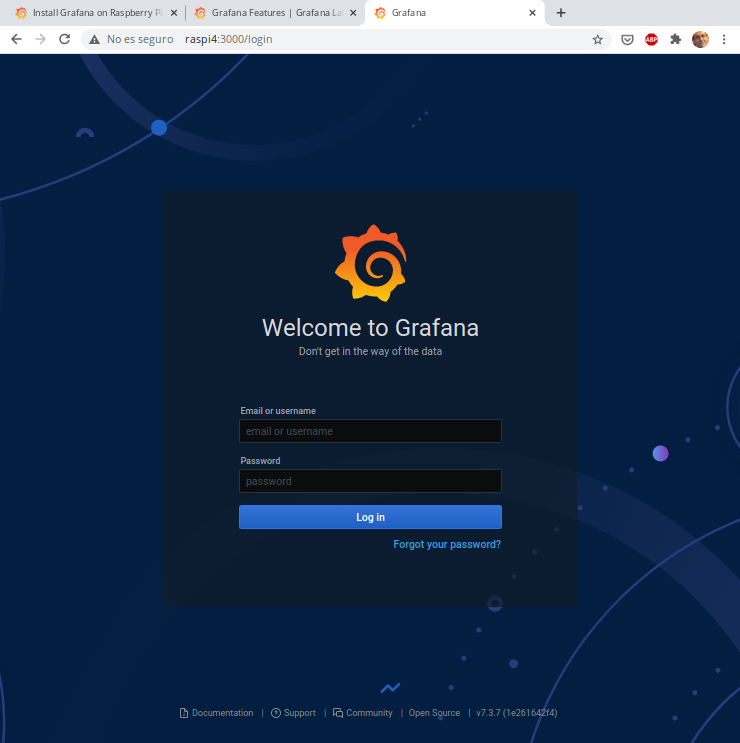 Install Grafana on Raspberry Pi
Grafana Features | Grafana La
Grafana
No es seguro raspi4:3000/login
ABP
Welcome to Grafana
Don't get in the way of the data
Email or username
email or username
Password
password
Log in
Forgot your password?
Documentation | Support | Community | Open Source | v7.3.7 (1e261642f4)